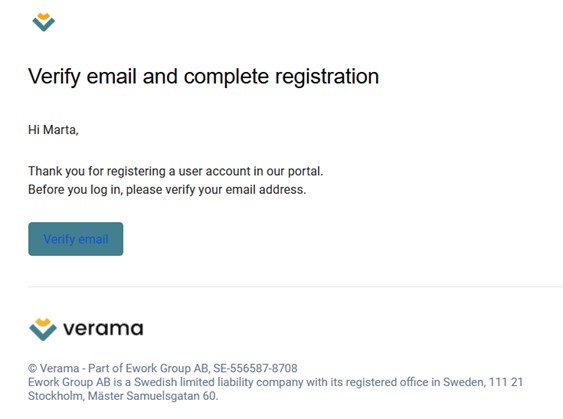 Verify email and complete registration
Hi Marta,
Thank you for registering a user account in our portal.
Before you log in, please verify your email address.
Verify email
verama
© Verama - Part of Ework Group AB, SE-556587-8708
Ework Group AB is a Swedish limited liability company with its registered office in Sweden, 111 21
Stockholm, Mäster Samuelsgatan 60.